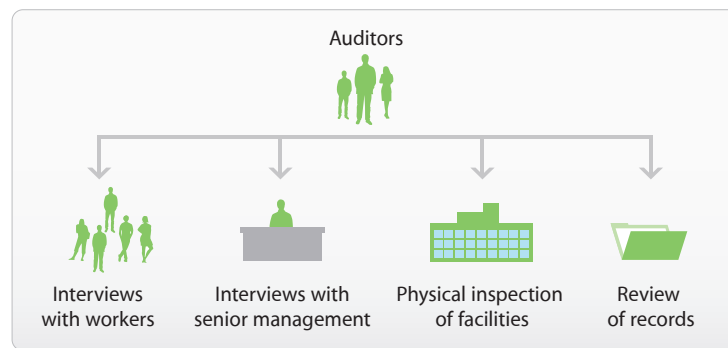 Auditors
Interviews
with workers
Interviews with
senior management
Physical inspection
of facilities
Review
of records